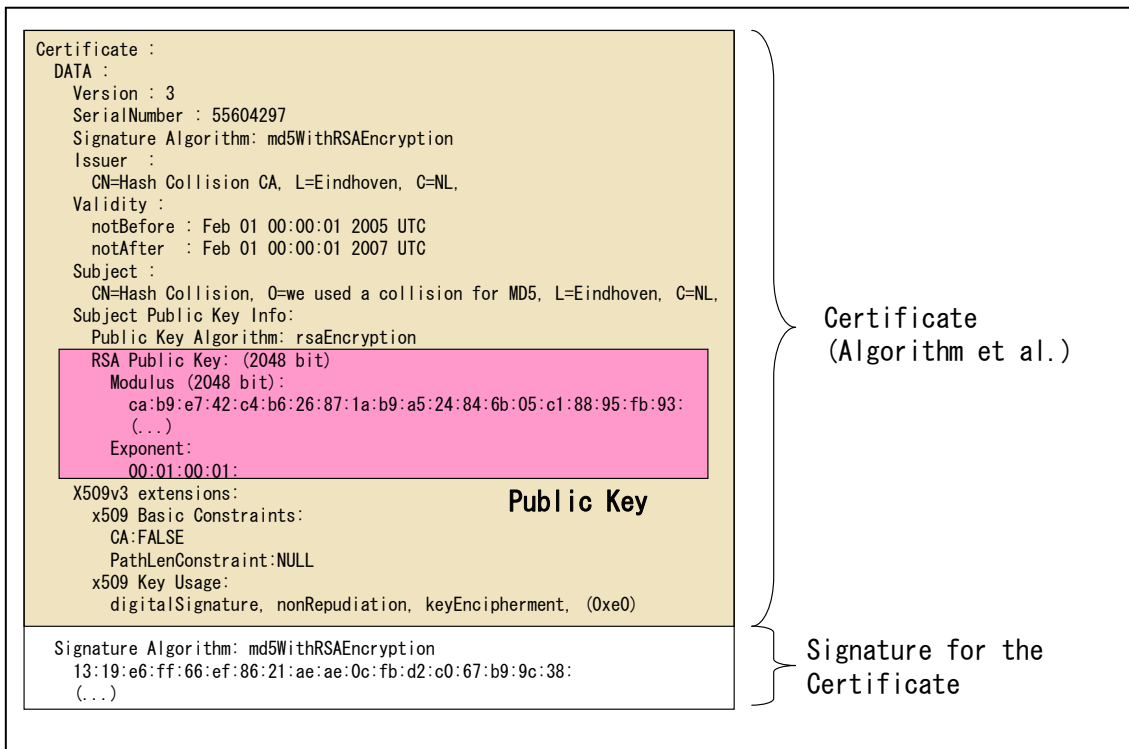 Certificate :
DATA :
Version : 3
SerialNumber : 55604297
Signature Algorithm: md5WithRSAEncryption
Issuer :
CN=Hash Collision CA, L=Eindhoven, C=NL,
Validity :
notBefore : Feb 01 00:00:01 2005 UTC
notAfter : Feb 01 00:00:01 2007 UTC
Subject :
CN=Hash Collision, O=we used a collision for MD5, L=Eindhoven, C=NL,
Subject Public Key Info:
Public Key Algorithm: rsaEncryption
RSA Public Key: (2048 bit)
Modulus (2048 bit):
ca:b9:e7:42:c4:b6:26:87:1a:b9:a5:24:84:6b:05:c1:88:95:fb:93:
(...)
Exponent:
00:01:00:01:
Public Key
X509v3 extensions:
x509 Basic Constraints:
CA:FALSE
PathLenConstraint:NULL
x509 Key Usage:
digitalSignature, nonRepudiation, keyEncipherment, (0xe0)
Certificate
(Algorithm et al.)
Signature Algorithm: md5WithRSAEncryption
13:19:e6:ff:66:ef:86:21:ae:ae:0c:fb:d2:c0:67:b9:9c:38:
(...)
Signature for the
Certificate